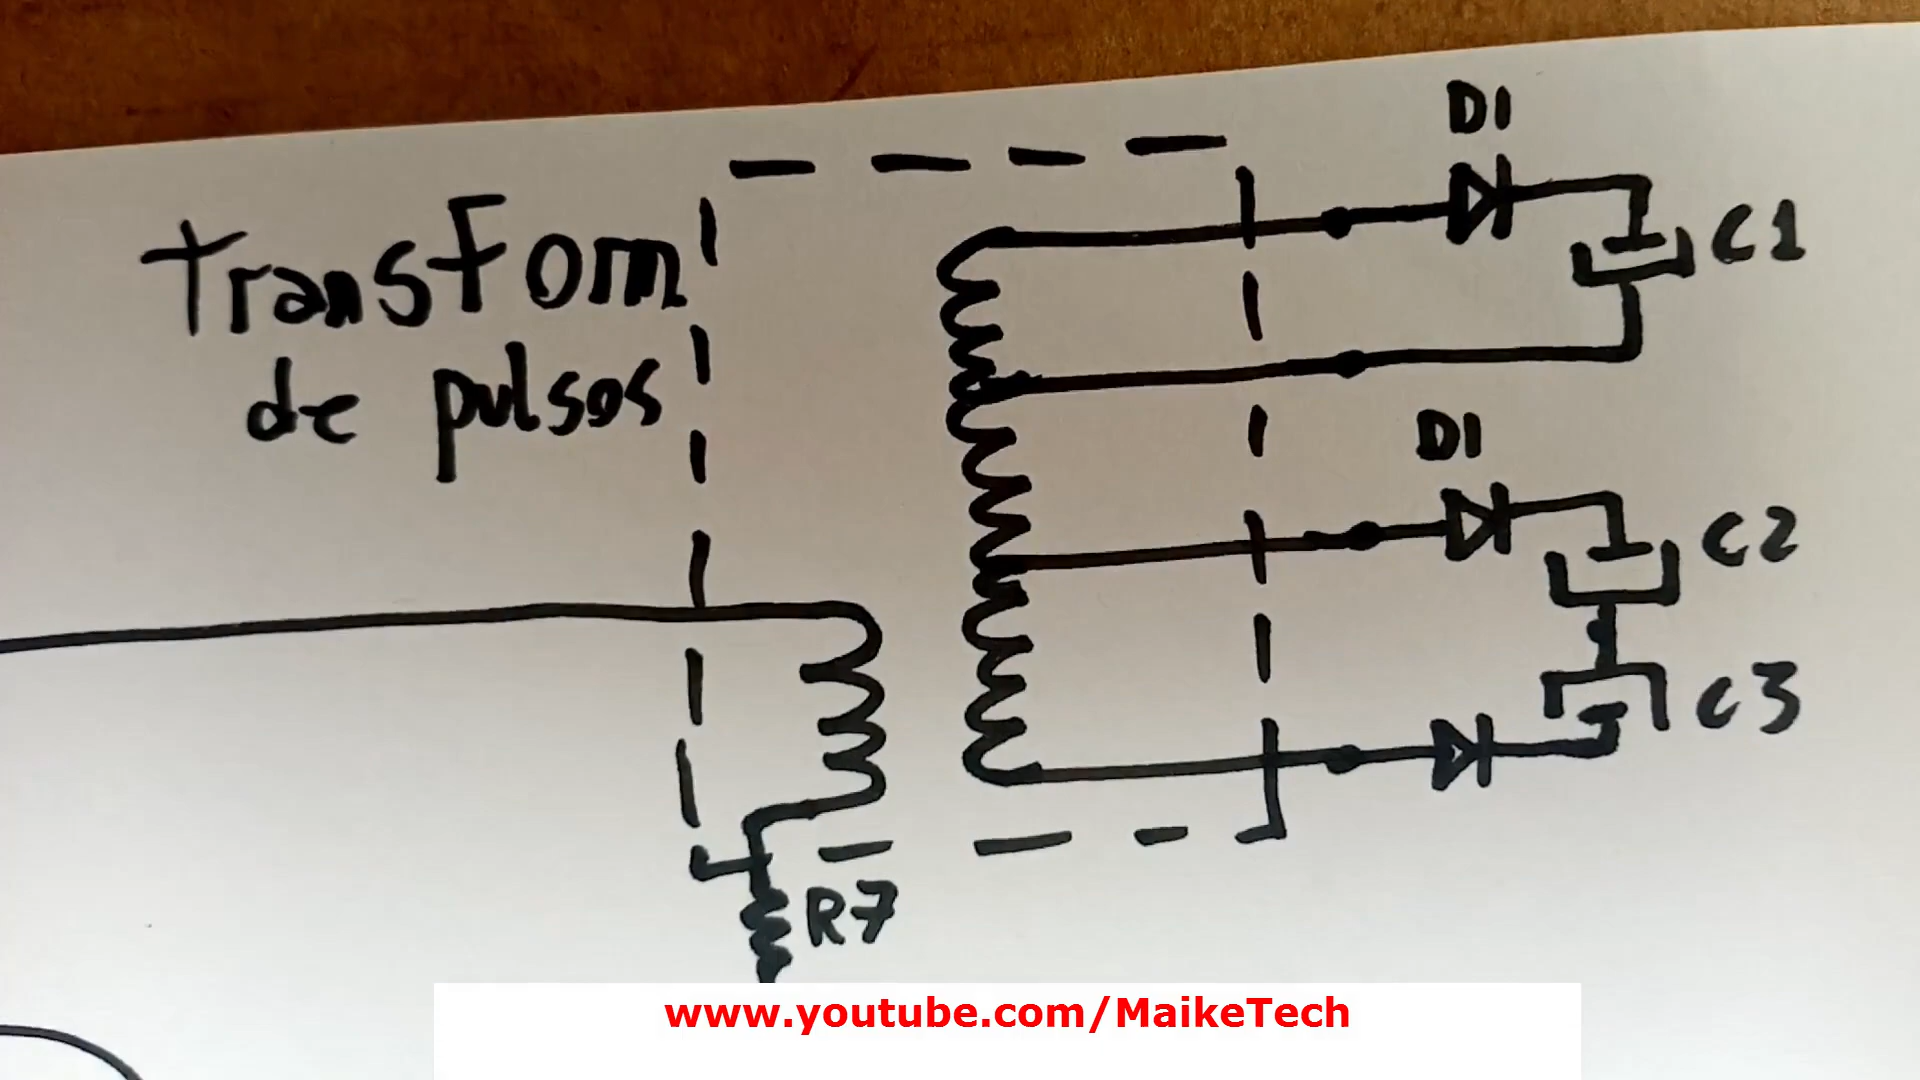 D1
C1
Transform
de pulsos
D1
C2
C3
R7
www.youtube.com/MaikeTech